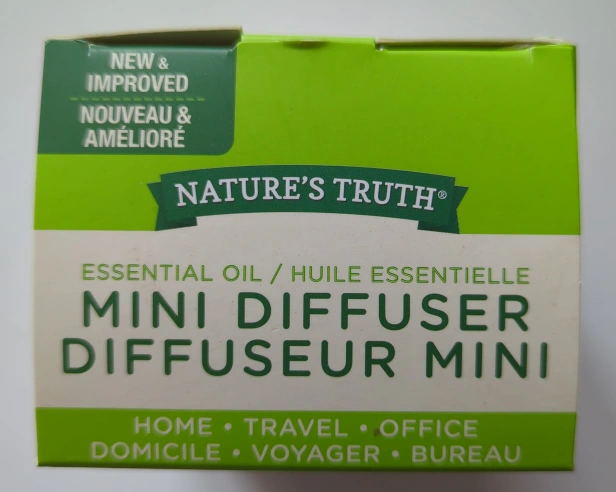 NEW &
IMPROVED
NOUVEAU &
AMÉLIORÉ
NATURE'S TRUTH®
ESSENTIAL OIL / HUILE ESSENTIELLE
MINI DIFFUSER
DIFFUSEUR MINI
HOME • TRAVEL • OFFICE
DOMICILE • VOYAGER • BUREAU